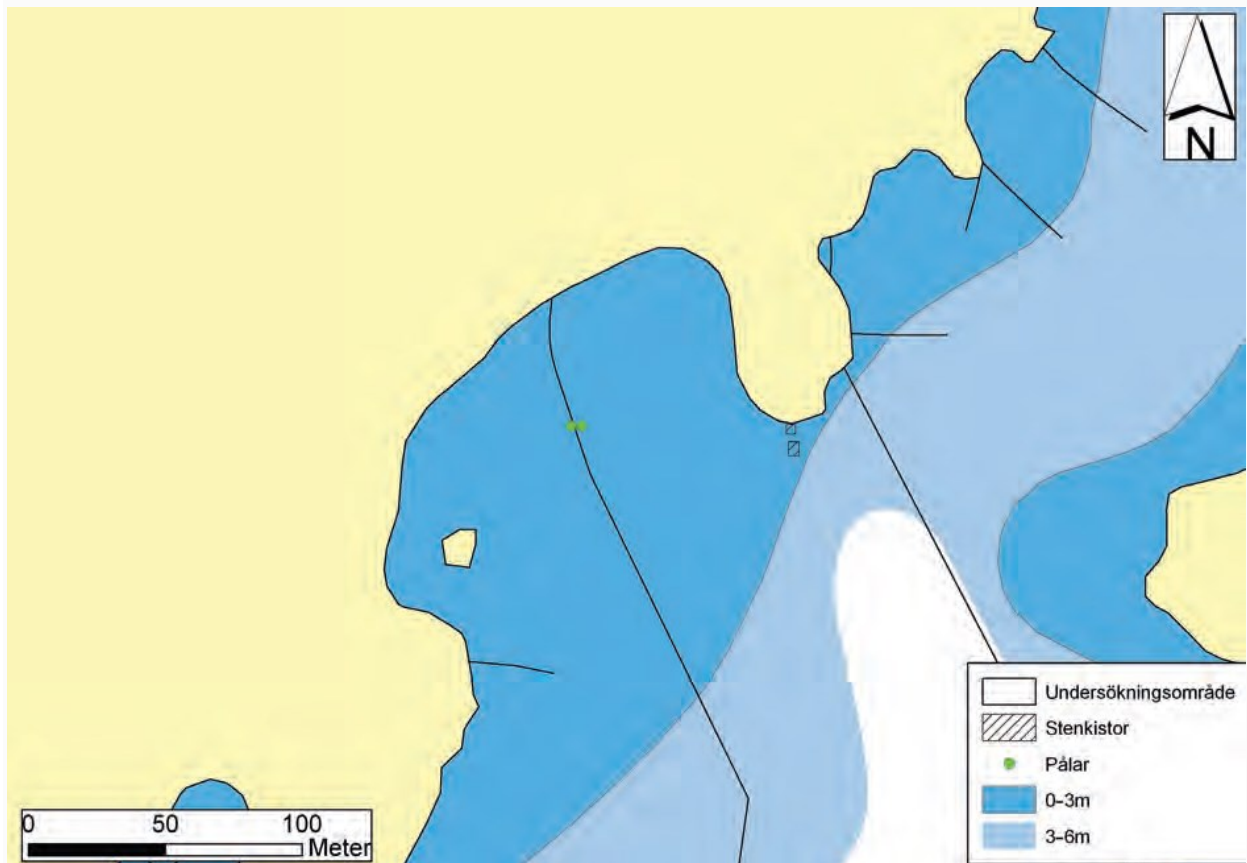 N
Undersökningsområde
Stenkistor
Pålar
0–3m
3–6m
0 50 100
Meter